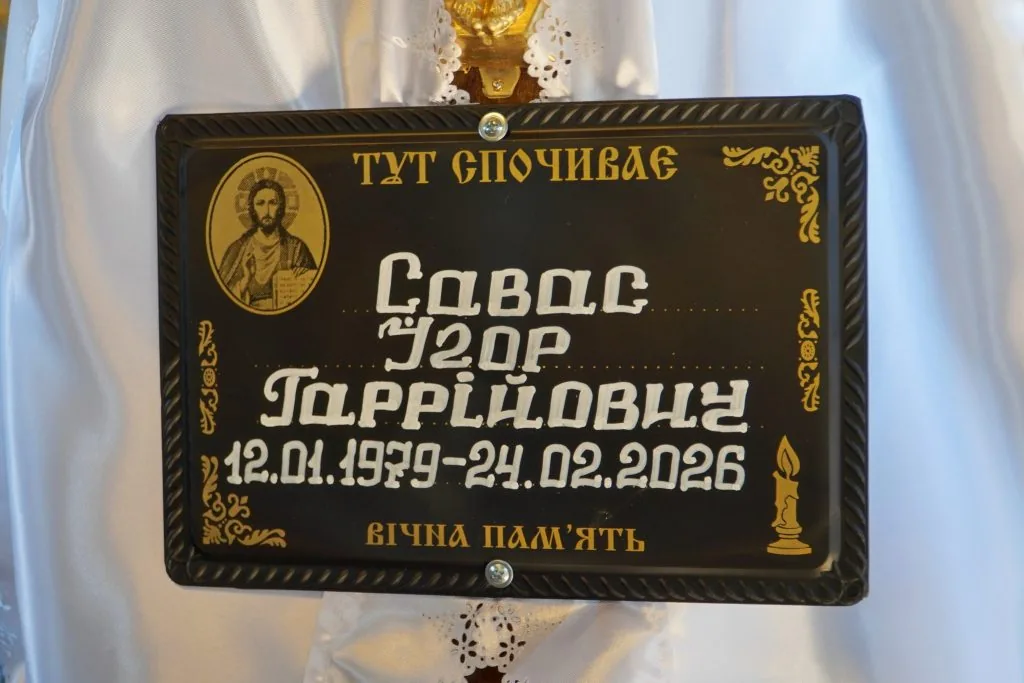 ТУТ СПОЧИВАЄ
Савас
Ігор
Гаррійович
12.01.1979-24.02.2026
ВІЧНА ПАМ'ЯТЬ